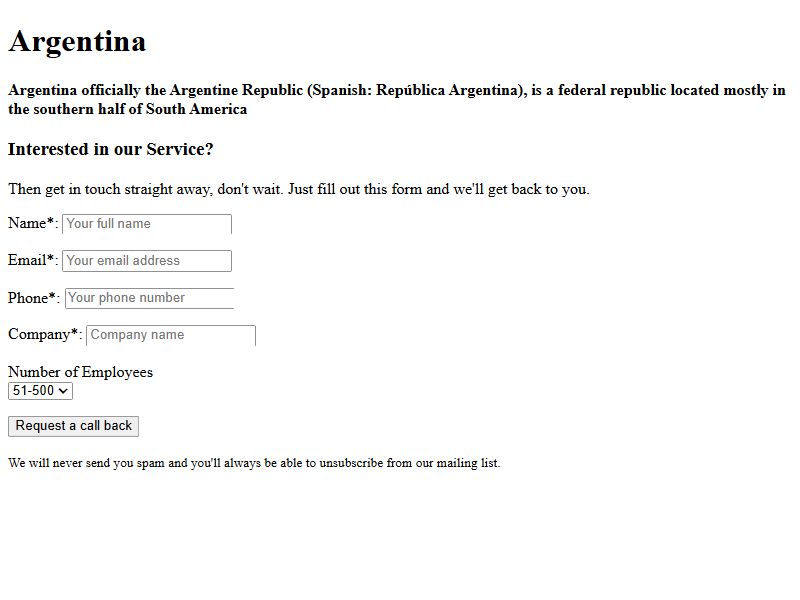 Argentina
Argentina officially the Argentine Republic (Spanish: República Argentina), is a federal republic located mostly in
the southern half of South America
Interested in our Service?
Then get in touch straight away, don't wait. Just fill out this form and we'll get back to you.
Name*: Your full name
Email*: Your email address
Phone*: Your phone number
Company*: Company name
Number of Employees
51-500
Request a call back
We will never send you spam and you'll always be able to unsubscribe from our mailing list.